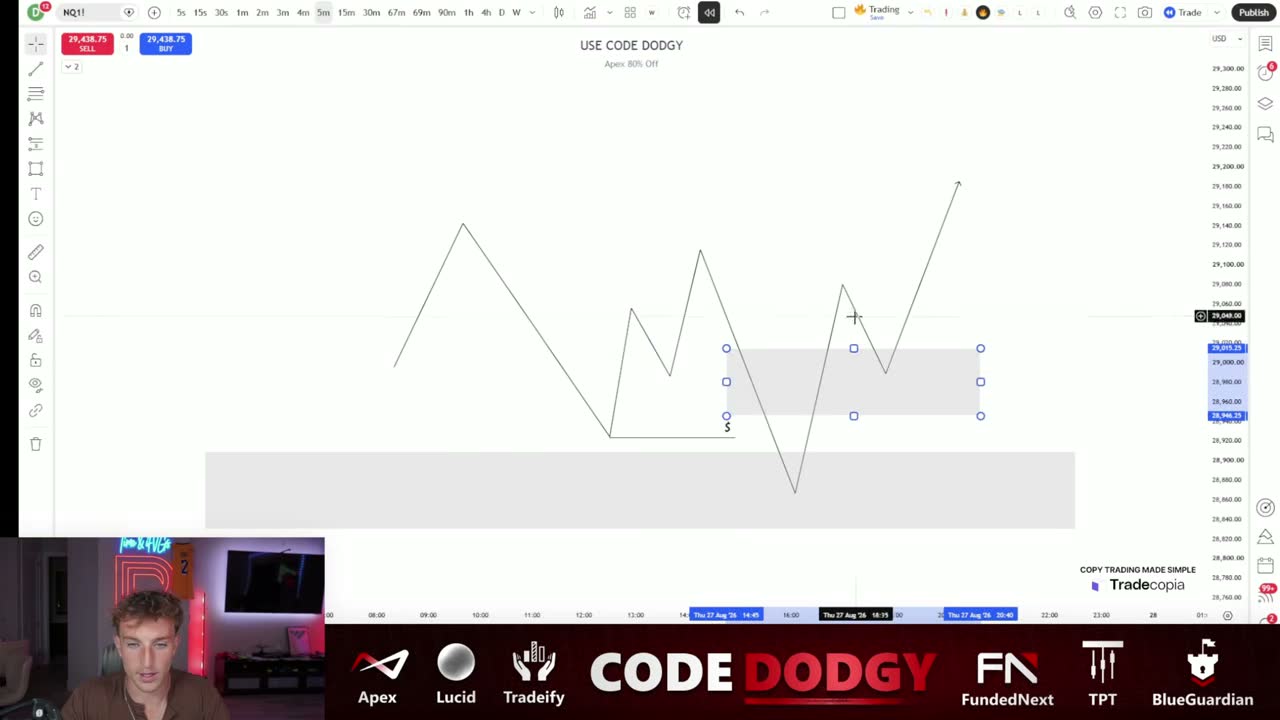 12
NQ1!
5s 15s 30s 1m 2m 3m 4m 5m 15m 30m 67m 69m 90m 1H 4H D W
Trading
Save
Trade
Publish
29,438.75
SELL
0.00
1
29,438.75
BUY
2
USE CODE DODGY
Apex 80% Off
USD
29,300.00
29,280.00
29,260.00
29,240.00
29,220.00
29,200.00
29,180.00
29,160.00
29,140.00
29,120.00
29,100.00
29,080.00
29,060.00
29,048.00
29,015.25
29,000.00
28,980.00
28,960.00
28,946.25
28,920.00
28,900.00
28,880.00
28,860.00
28,840.00
28,820.00
28,800.00
28,780.00
28,760.00
6
99+
2
$
COPY TRADING MADE SIMPLE
Tradecopia
08:00 09:00 10:00 11:00 12:00 13:00 Thu 27 Aug '26 14:45 16:00 Thu 27 Aug '26 18:35 Thu 27 Aug '26 20:40 22:00 23:00 28
Apex
Lucid
Tradeify
CODE DODGY
FN
FundedNext
TPT
BlueGuardian